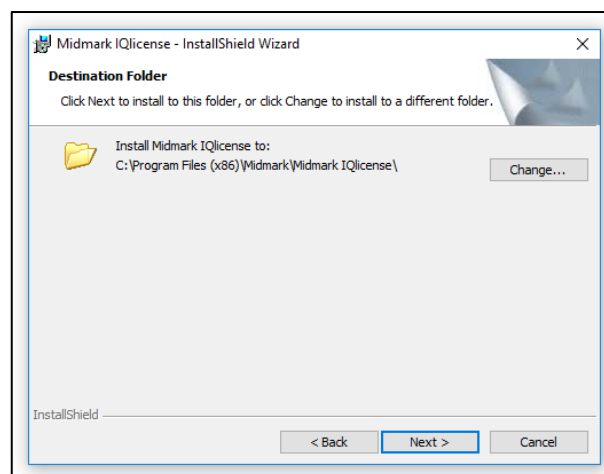 Midmark IQlicense - InstallShield Wizard
Destination Folder
Click Next to install to this folder, or click Change to install to a different folder.
Install Midmark IQlicense to:
C:\Program Files (x86)\Midmark\Midmark IQlicense\
Change...
InstallShield
< Back
Next >
Cancel